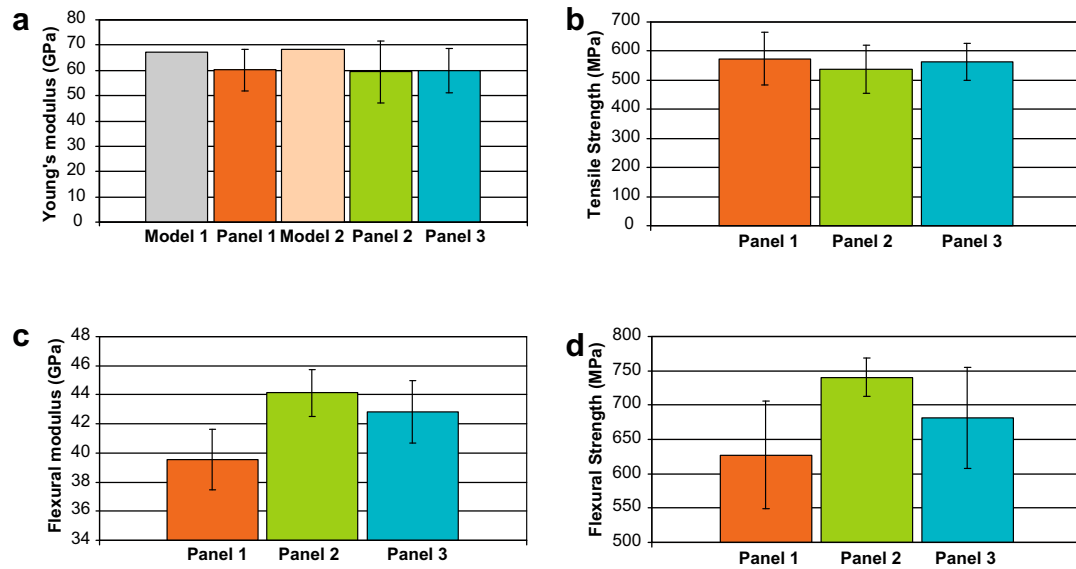 a
Young's modulus (GPa)
80
70
60
50
40
30
20
10
0
Model 1 Panel 1 Model 2 Panel 2 Panel 3
b
Tensile Strength (MPa)
700
600
500
400
300
200
100
0
Panel 1 Panel 2 Panel 3
c
Flexural modulus (GPa)
48
46
44
42
40
38
36
34
Panel 1 Panel 2 Panel 3
d
Flexural Strength (MPa)
800
750
700
650
600
550
500
Panel 1 Panel 2 Panel 3